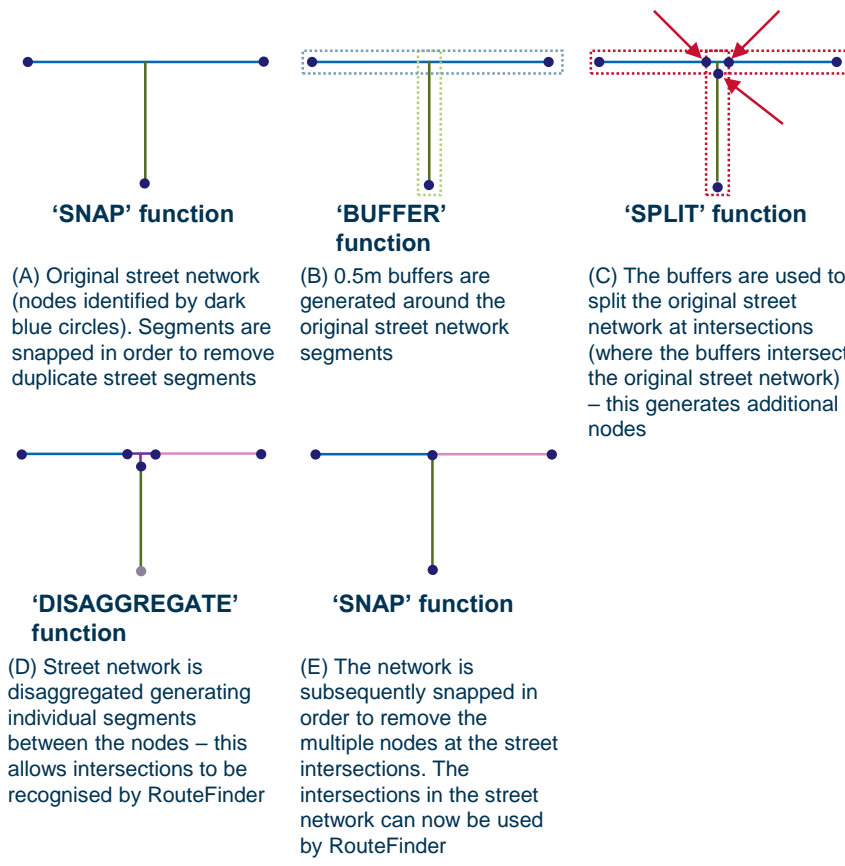 ‘SNAP’ function
(A) Original street network
(nodes identified by dark
blue circles). Segments are
snapped in order to remove
duplicate street segments
‘BUFFER’
function
(B) 0.5m buffers are
generated around the
original street network
segments
‘SPLIT’ function
(C) The buffers are used to
split the original street
network at intersections
(where the buffers intersect
the original street network)
– this generates additional
nodes
‘DISAGGREGATE’
function
(D) Street network is
disaggregated generating
individual segments
between the nodes – this
allows intersections to be
recognised by RouteFinder
‘SNAP’ function
(E) The network is
subsequently snapped in
order to remove the
multiple nodes at the street
intersections. The
intersections in the street
network can now be used
by RouteFinder